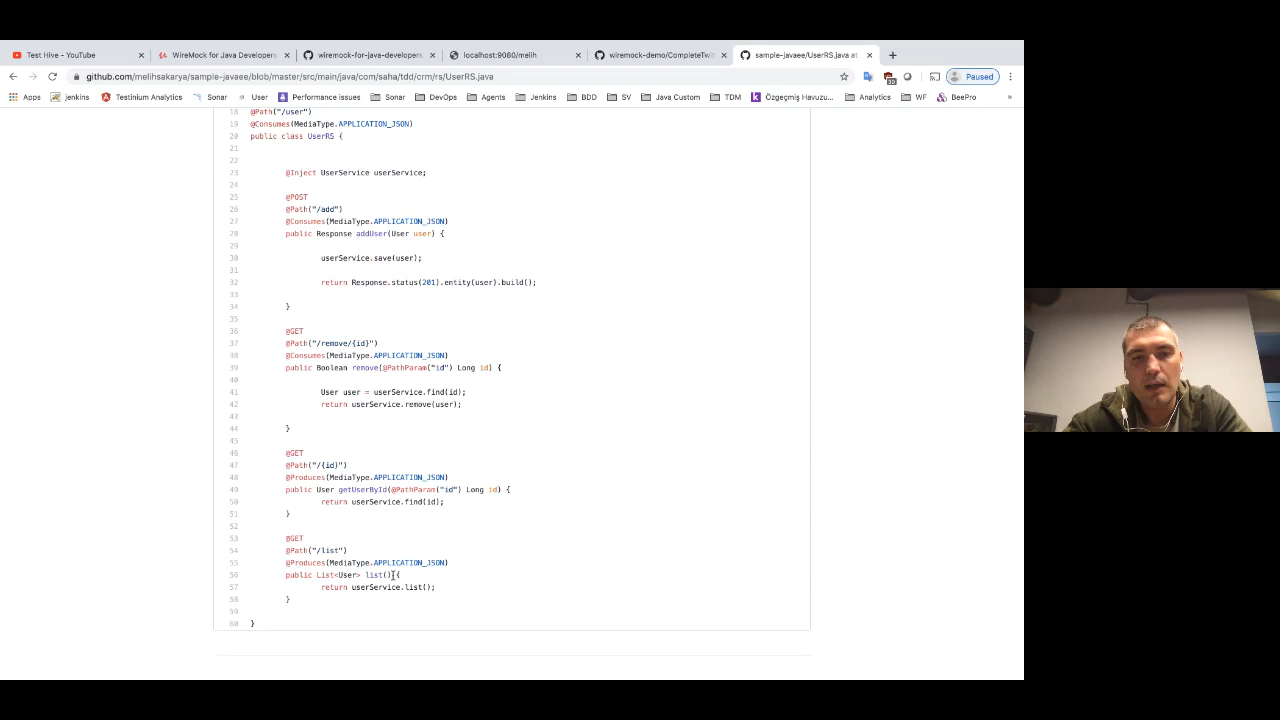 Test Hive - YouTube
WireMock for Java Developers
wiremock-for-java-developers
localhost:9080/melih
wiremock-demo/CompleteTwit
sample-javaee/UserRS.java at
github.com/melihsakarya/sample-javaee/blob/master/src/main/java/com/saha/tdd/crm/rs/UserRS.java
Paused
Apps
jenkins
Testinium Analytics
Sonar
User
Performance issues
Sonar
DevOps
Agents
Jenkins
BDD
SV
Java Custom
TDM
Özgeçmiş Havuzu...
Analytics
WF
BeePro
»
18 @Path("/user")
19 @Consumes(MediaType.APPLICATION_JSON)
20 public class UserRS {
21
22
23 @Inject UserService userService;
24
25 @POST
26 @Path("/add")
27 @Consumes(MediaType.APPLICATION_JSON)
28 public Response addUser(User user) {
29
30 userService.save(user);
31
32 return Response.status(201).entity(user).build();
33
34 }
35
36 @GET
37 @Path("/remove/{id}")
38 @Consumes(MediaType.APPLICATION_JSON)
39 public Boolean remove(@PathParam("id") Long id) {
40
41 User user = userService.find(id);
42 return userService.remove(user);
43
44 }
45
46 @GET
47 @Path("/{id}")
48 @Produces(MediaType.APPLICATION_JSON)
49 public User getUserById(@PathParam("id") Long id) {
50 return userService.find(id);
51 }
52
53 @GET
54 @Path("/list")
55 @Produces(MediaType.APPLICATION_JSON)
56 public List<User> list() {
57 return userService.list();
58 }
59
60 }